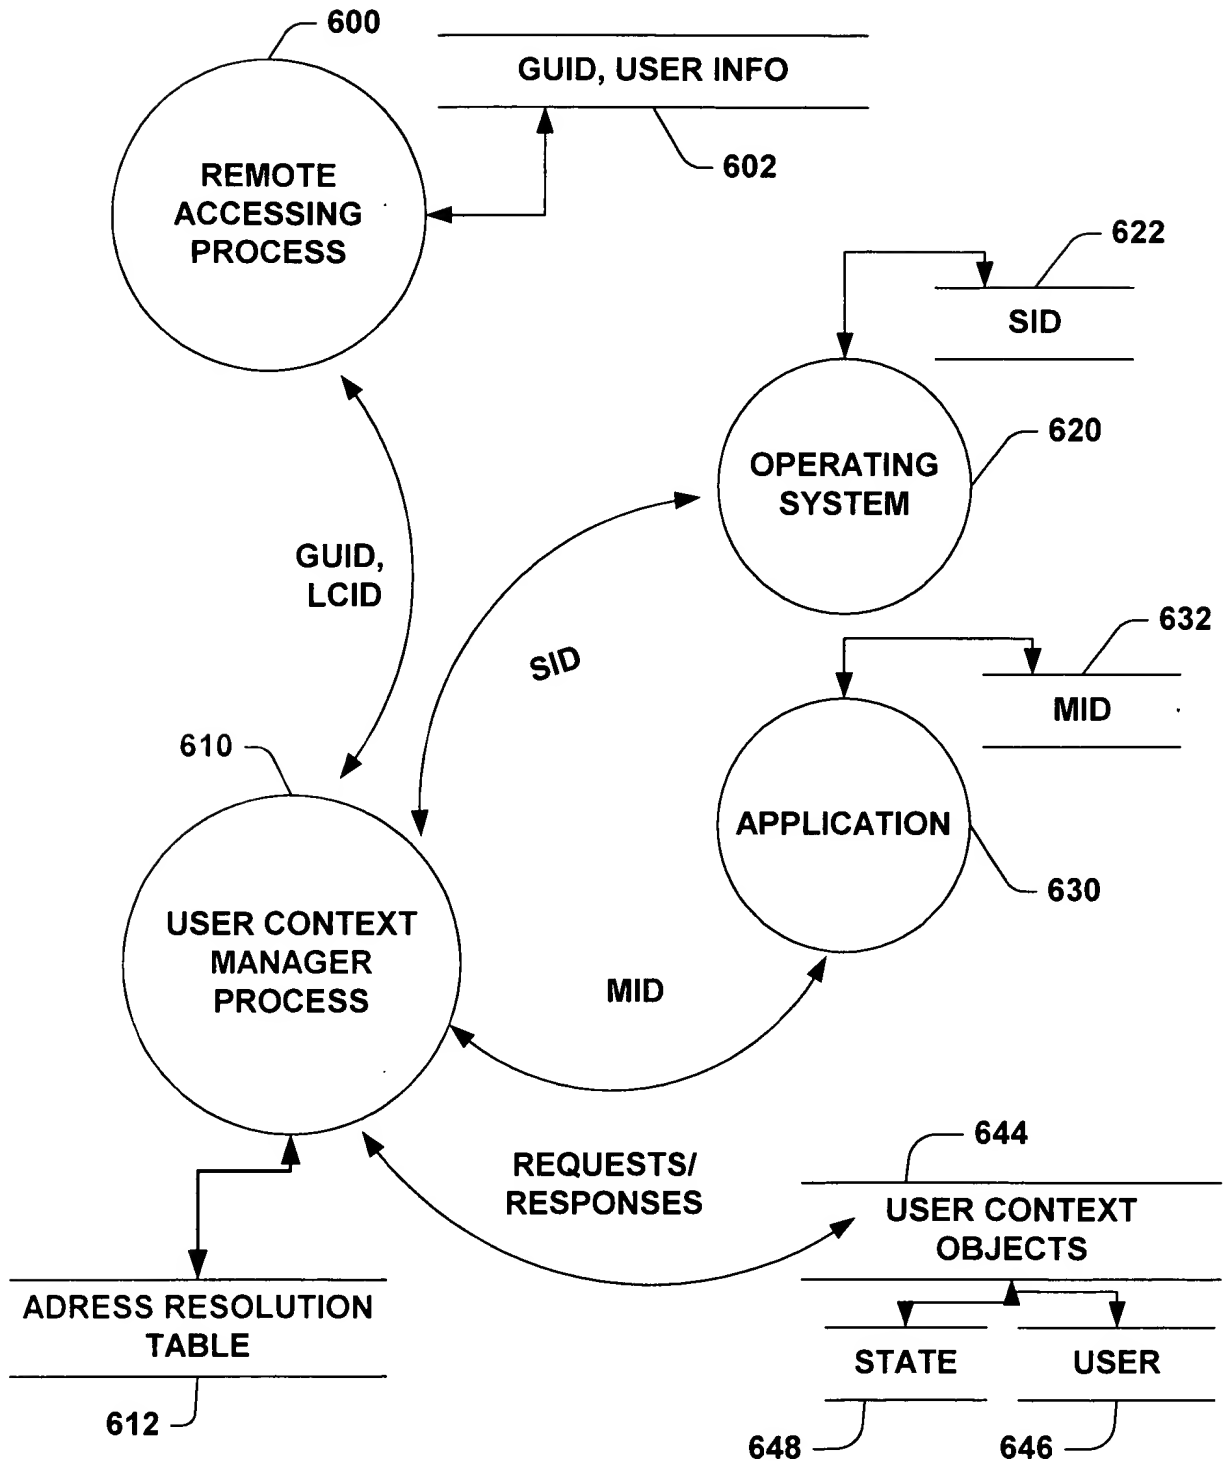 600
GUID, USER INFO
602
REMOTE
ACCESSING
PROCESS
622
SID
620
OPERATING
SYSTEM
GUID,
LCID
SID
632
MID
610
APPLICATION
630
USER CONTEXT
MANAGER
PROCESS
MID
REQUESTS/
RESPONSES
644
USER CONTEXT
OBJECTS
ADRESS RESOLUTION
TABLE
STATE
USER
612
648
646